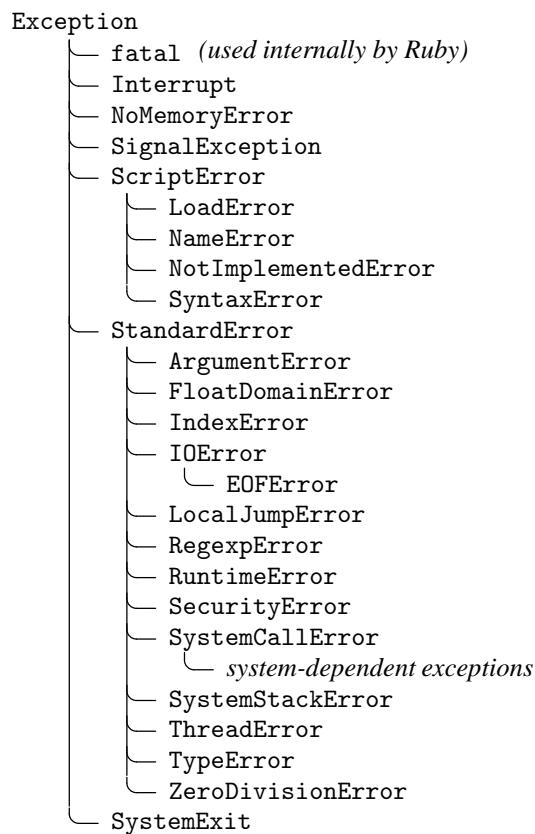 Exception
fatal (used internally by Ruby)
Interrupt
NoMemoryError
SignalException
ScriptError
LoadError
NameError
NotImplementedError
SyntaxError
StandardError
ArgumentError
FloatDomainError
IndexError
IOError
EOFError
LocalJumpError
RegexpError
RuntimeError
SecurityError
SystemCallError
system-dependent exceptions
SystemStackError
ThreadError
TypeError
ZeroDivisionError
SystemExit